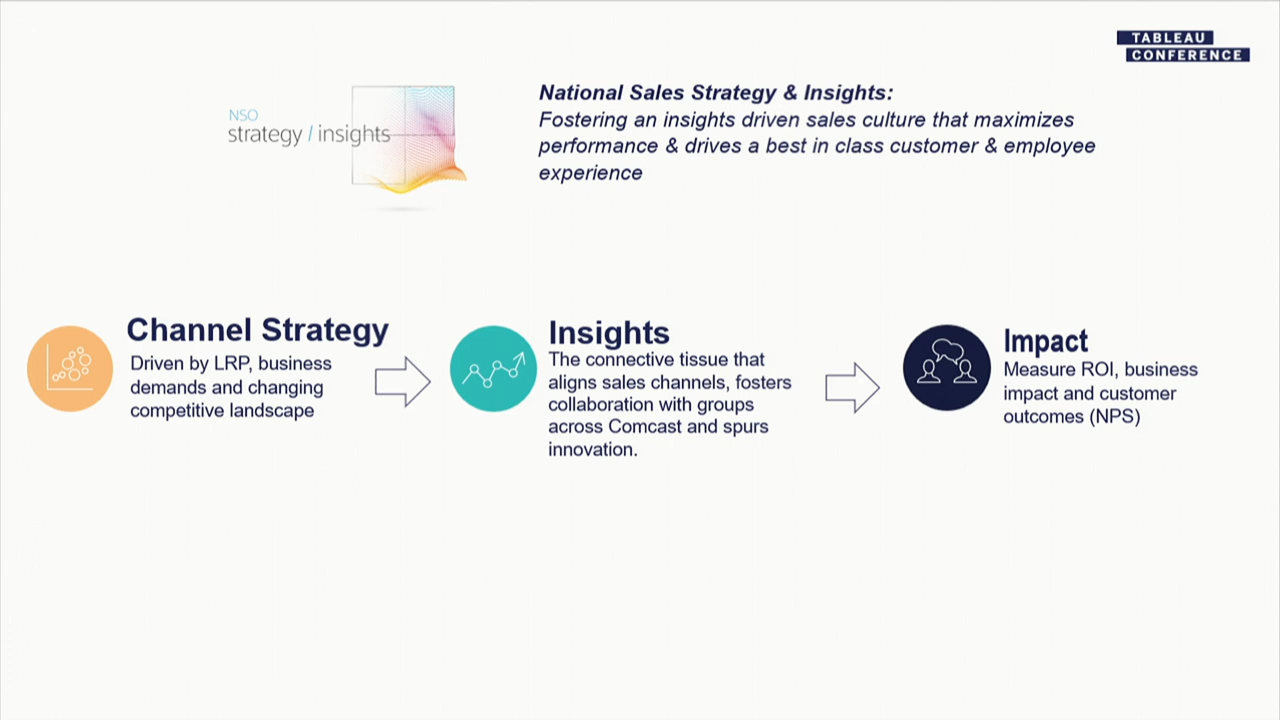 TABLEAU
CONFERENCE
NSO
strategy / insights
National Sales Strategy & Insights:
Fostering an insights driven sales culture that maximizes
performance & drives a best in class customer & employee
experience
Channel Strategy
Driven by LRP, business
demands and changing
competitive landscape
Insights
The connective tissue that
aligns sales channels, fosters
collaboration with groups
across Comcast and spurs
innovation.
Impact
Measure ROI, business
impact and customer
outcomes (NPS)